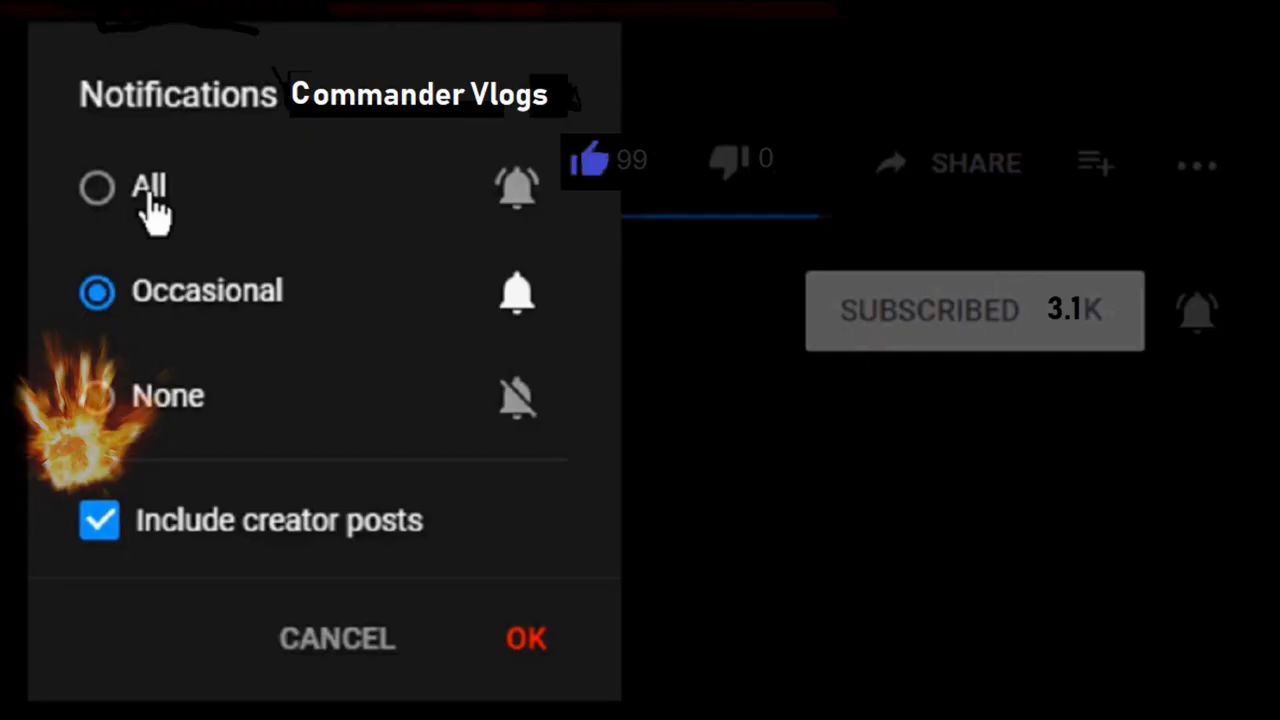 Notifications Commander Vlogs
All
99
0
SHARE
Occasional
SUBSCRIBED 3.1K
None
Include creator posts
CANCEL
OK